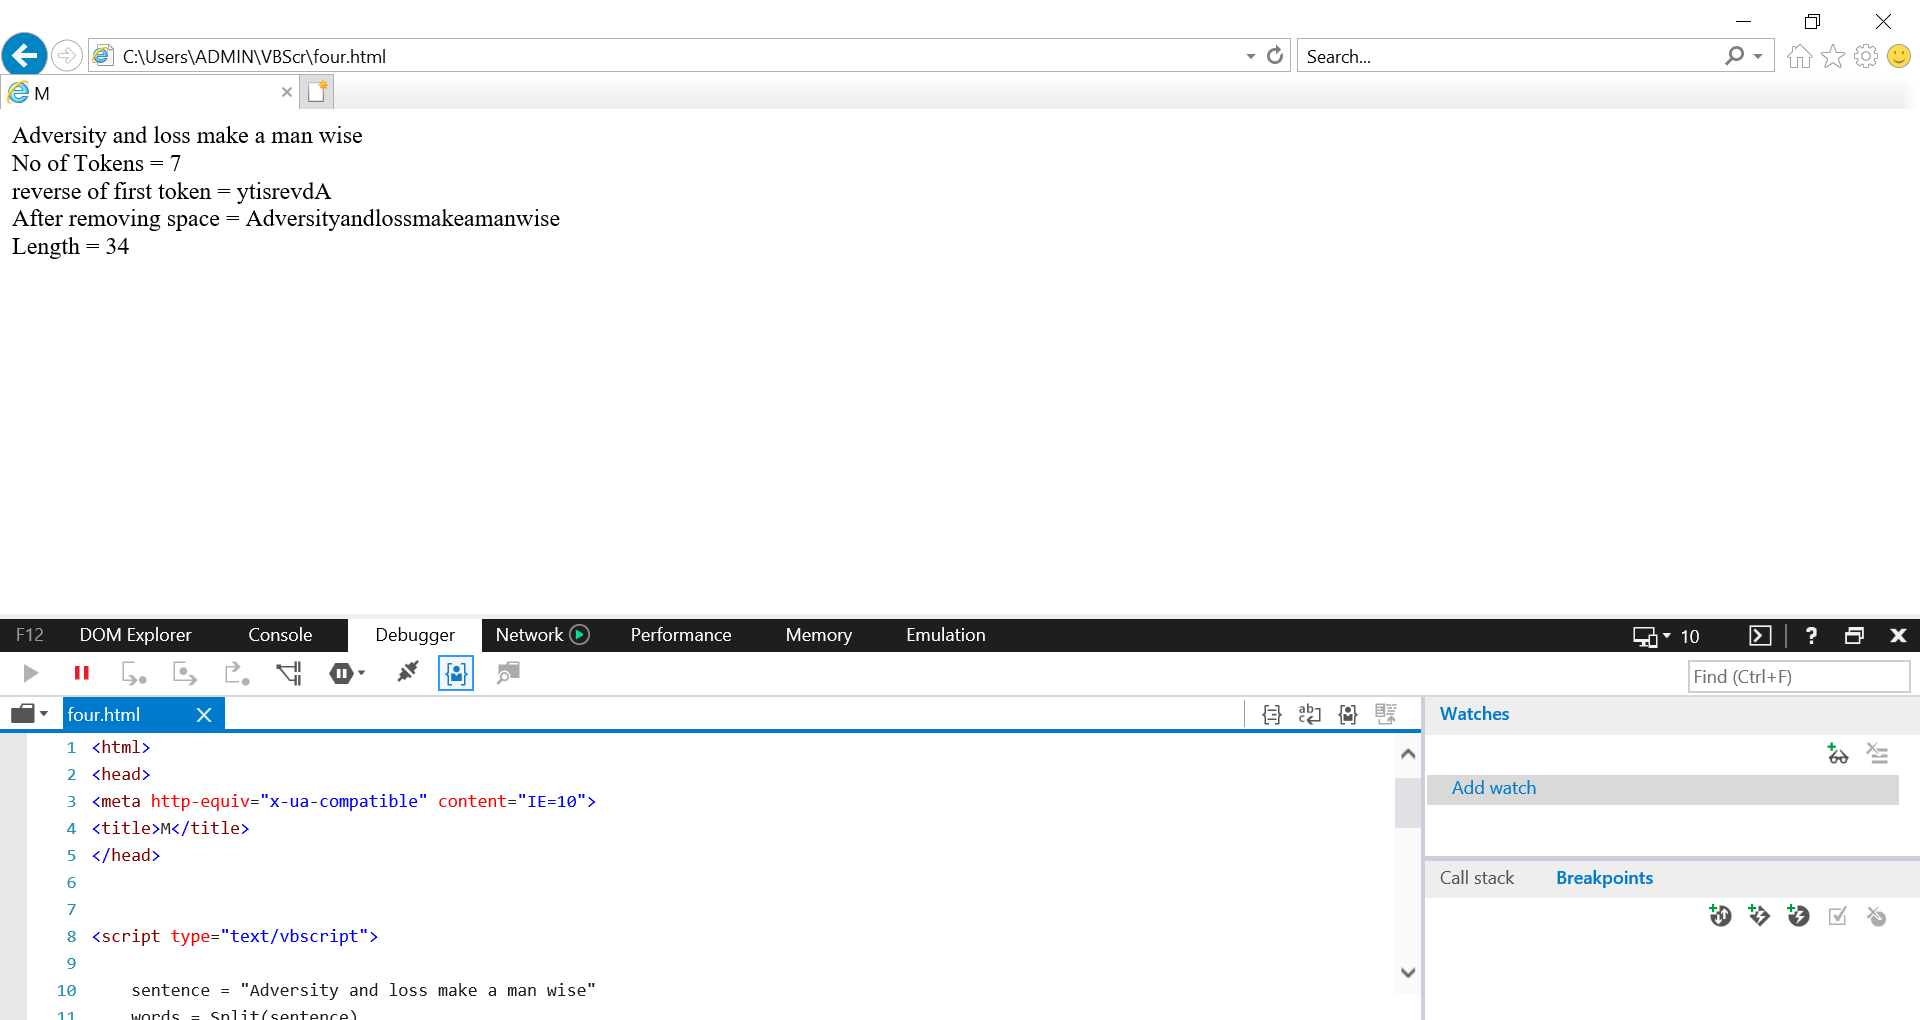 C:\Users\ADMIN\VBScr\four.html
Search...
M
Adversity and loss make a man wise
No of Tokens = 7
reverse of first token = ytisrevdA
After removing space = Adversityandlossmakeamanwise
Length = 34
F12 DOM Explorer Console Debugger Network Performance Memory Emulation 10 ?
Find (Ctrl+F)
four.html
Watches
Add watch
Call stack Breakpoints
1 <html>
2 <head>
3 <meta http-equiv="x-ua-compatible" content="IE=10">
4 <title>M</title>
5 </head>
6
7
8 <script type="text/vbscript">
9
10 sentence = "Adversity and loss make a man wise"
11 words = Split(sentence)